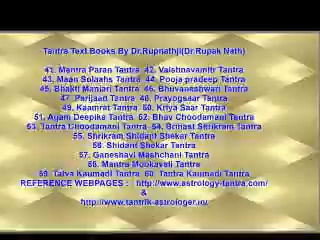 Tantra Text Books By Dr.Rupnathji(Dr.Rupak Nath)
41. Mantra Paran Tantra 42. Vaishnavamrit Tantra
43. Maan Solaahs Tantra 44. Pooja pradeep Tantra
45. Bhakti Manjari Tantra 46. Bhuvaneshwari Tantra
47. Parijaad Tantra 48. Prayogsaar Tantra
49. Kaamrat Tantra 50. Kriya Saar Tantra
51. Agam Deepika Tantra 52. Bhav Choodamani Tantra
53. Tantra Choodamani Tantra 54. Brihast Shrikram Tantra
55. Shrikram Shidant Shekar Tantra
56. Shidant Shekar Tantra
57. Ganeshavi Mashchani Tantra
58. Mantra Mookavali Tantra
59. Tatva Kaumadi Tantra 60. Tantra Kaumadi Tantra
REFERENCE WEBPAGES : http://www.astrology-tantra.com/
&
http://www.tantrik-astrologer.in/